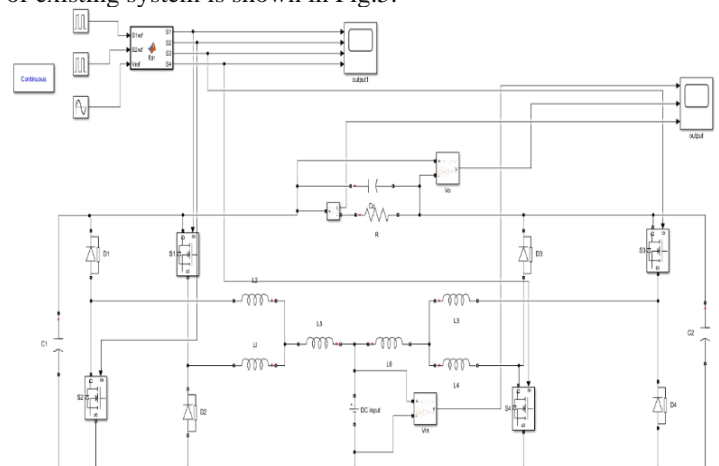 of existing system is shown in Fig.3.
S1ref
S2ref
Vref
fcn
S1
S2
S3
S4
Continuous
output1
output
Vo
Co
R
D1
S1
D3
S3
L2
L3
L5
C1
L1
L6
L4
C2
S2
D2
DC input
Vin
S4
D4